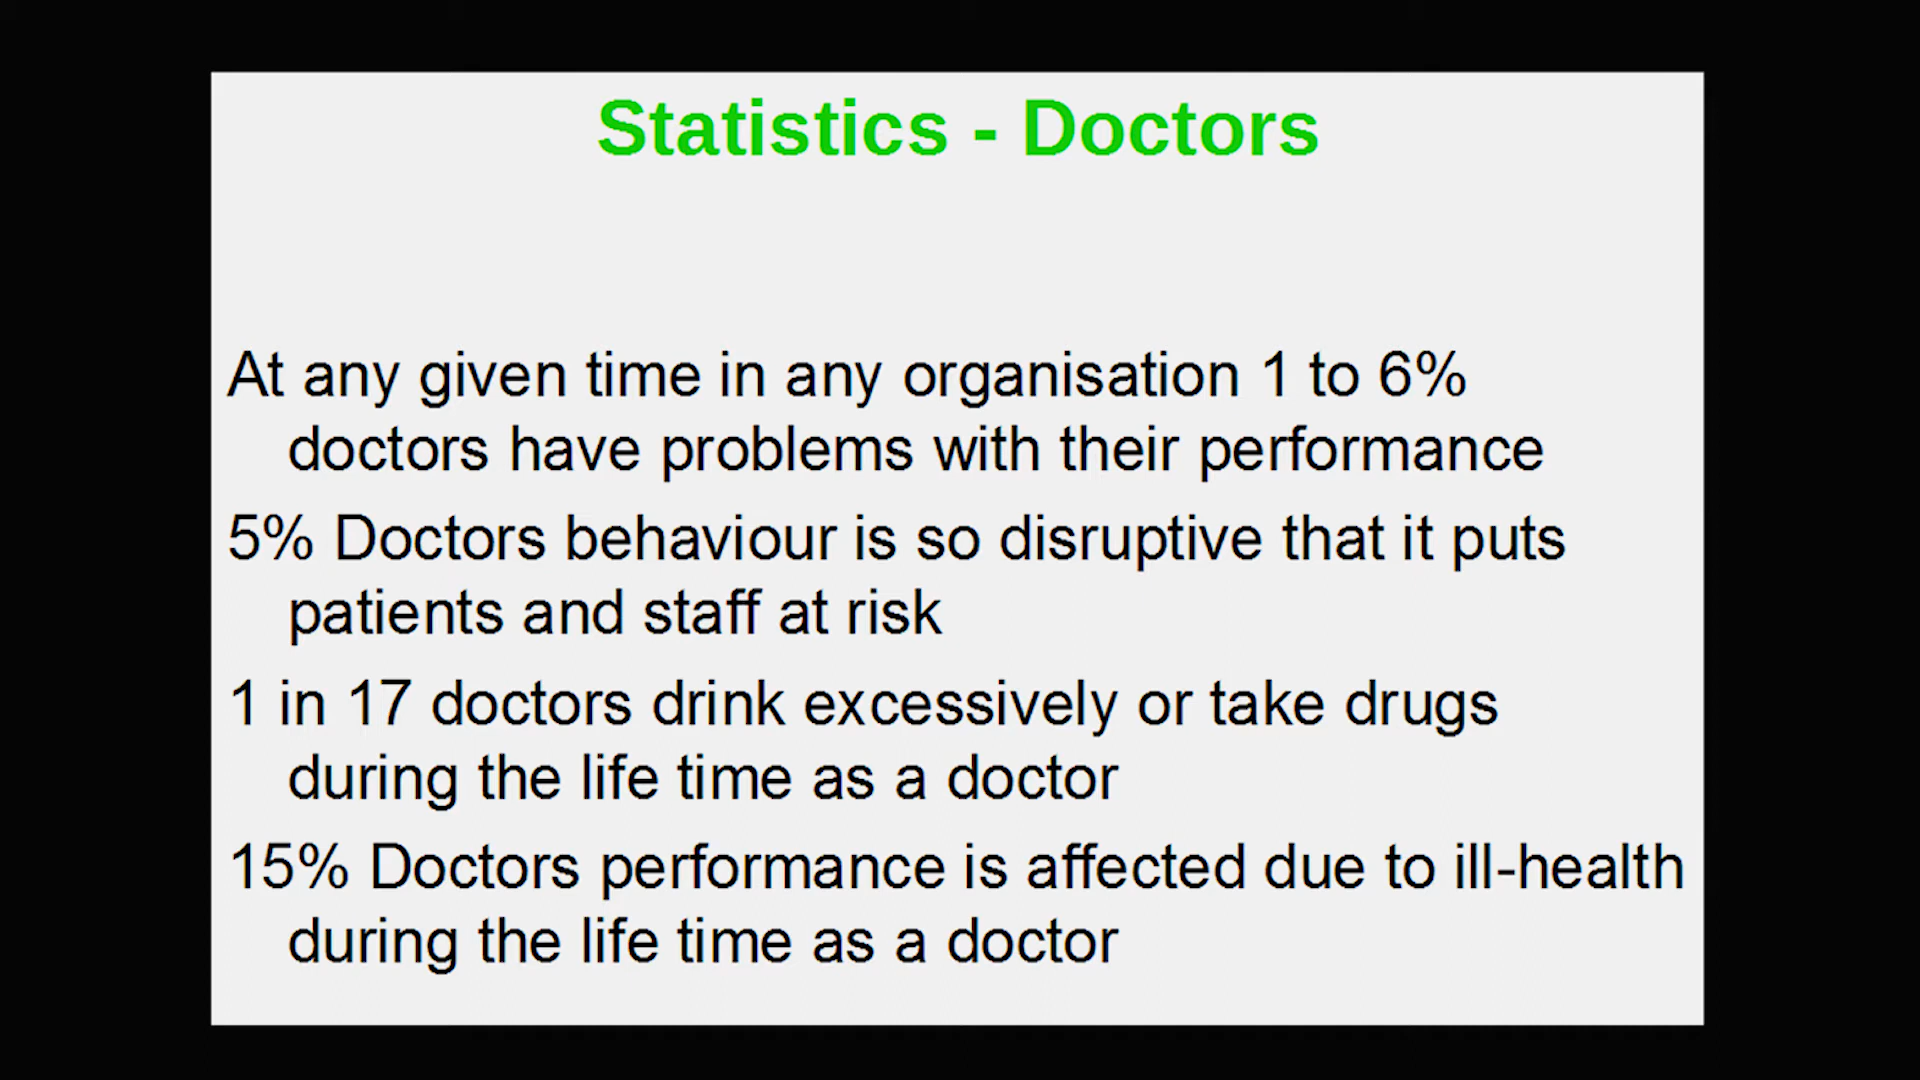 Statistics - Doctors
At any given time in any organisation 1 to 6%
doctors have problems with their performance
5% Doctors behaviour is so disruptive that it puts
patients and staff at risk
1 in 17 doctors drink excessively or take drugs
during the life time as a doctor
15% Doctors performance is affected due to ill-health
during the life time as a doctor